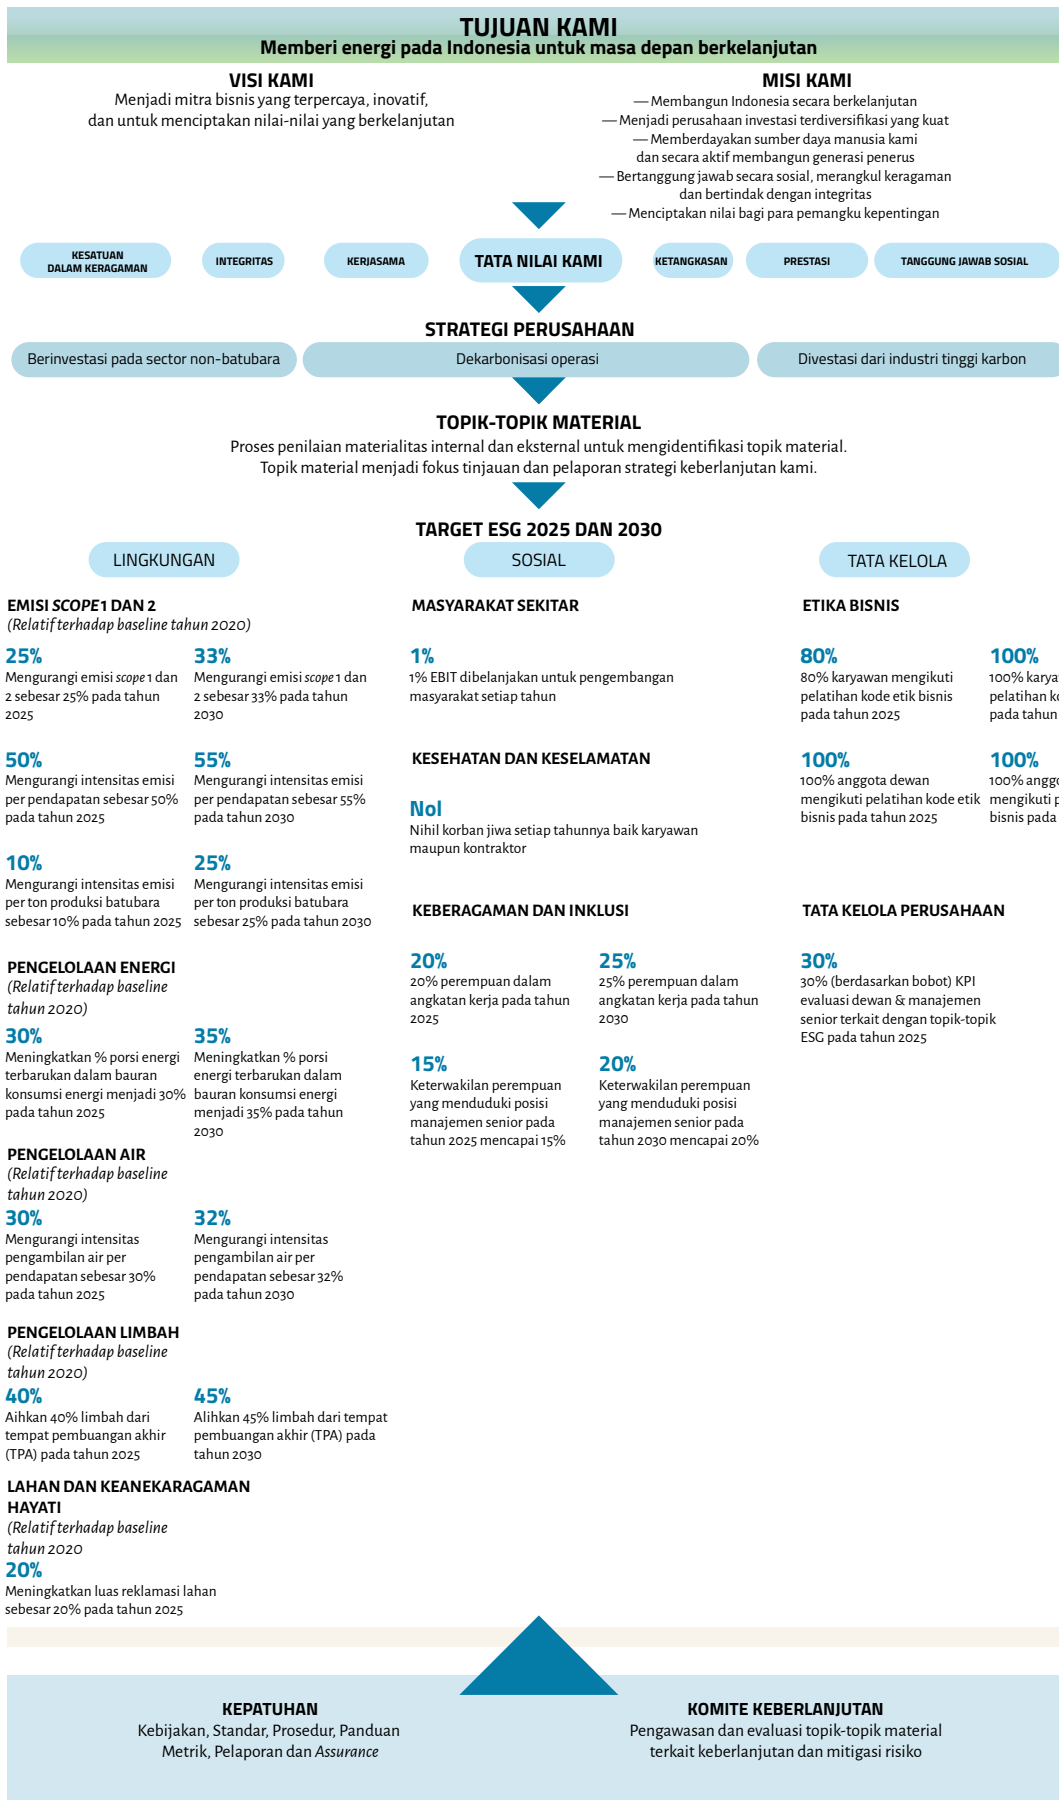 TUJUAN KAMI
Memberi energi pada Indonesia untuk masa depan berkelanjutan
VISI KAMI
Menjadi mitra bisnis yang terpercaya, inovatif,
dan untuk menciptakan nilai-nilai yang berkelanjutan
MISI KAMI
— Membangun Indonesia secara berkelanjutan
— Menjadi perusahaan investasi terdiversifikasi yang kuat
— Memberdayakan sumber daya manusia kami
dan secara aktif membangun generasi penerus
— Bertanggung jawab secara sosial, merangkul keragaman
dan bertindak dengan integritas
— Menciptakan nilai bagi para pemangku kepentingan
KESATUAN
DALAM KERAGAMAN
INTEGRITAS
KERJASAMA
TATA NILAI KAMI
KETANGKASAN
PRESTASI
TANGGUNG JAWAB SOSIAL
STRATEGI PERUSAHAAN
Berinvestasi pada sector non-batubara
Dekarbonisasi operasi
Divestasi dari industri tinggi karbon
TOPIK-TOPIK MATERIAL
Proses penilaian materialitas internal dan eksternal untuk mengidentifikasi topik material.
Topik material menjadi fokus tinjauan dan pelaporan strategi keberlanjutan kami.
TARGET ESG 2025 DAN 2030
LINGKUNGAN
EMISI SCOPE 1 DAN 2
(Relatif terhadap baseline tahun 2020)
25%
Mengurangi emisi scope 1 dan
2 sebesar 25% pada tahun
2025
33%
Mengurangi emisi scope 1 dan
2 sebesar 33% pada tahun
2030
50%
Mengurangi intensitas emisi
per pendapatan sebesar 50%
pada tahun 2025
55%
Mengurangi intensitas emisi
per pendapatan sebesar 55%
pada tahun 2030
10%
Mengurangi intensitas emisi
per ton produksi batubara
sebesar 10% pada tahun 2025
25%
Mengurangi intensitas emisi
per ton produksi batubara
sebesar 25% pada tahun 2030
PENGELOLAAN ENERGI
(Relatif terhadap baseline
tahun 2020)
30%
Meningkatkan % porsi energi
terbarukan dalam bauran
konsumsi energi menjadi 30%
pada tahun 2025
35%
Meningkatkan % porsi
energi terbarukan dalam
bauran konsumsi energi
menjadi 35% pada tahun
2030
PENGELOLAAN AIR
(Relatif terhadap baseline
tahun 2020)
30%
Mengurangi intensitas
pengambilan air per
pendapatan sebesar 30%
pada tahun 2025
32%
Mengurangi intensitas
pengambilan air per
pendapatan sebesar 32%
pada tahun 2030
PENGELOLAAN LIMBAH
(Relatif terhadap baseline
tahun 2020)
40%
Aihkan 40% limbah dari
tempat pembuangan akhir
(TPA) pada tahun 2025
45%
Alihkan 45% limbah dari tempat
pembuangan akhir (TPA) pada
tahun 2030
LAHAN DAN KEANEKARAGAMAN
HAYATI
(Relatif terhadap baseline
tahun 2020
20%
Meningkatkan luas reklamasi lahan
sebesar 20% pada tahun 2025
SOSIAL
MASYARAKAT SEKITAR
1%
1% EBIT dibelanjakan untuk pengembangan
masyarakat setiap tahun
KESEHATAN DAN KESELAMATAN
Nol
Nihil korban jiwa setiap tahunnya baik karyawan
maupun kontraktor
KEBERAGAMAN DAN INKLUSI
20%
20% perempuan dalam
angkatan kerja pada tahun
2025
25%
25% perempuan dalam
angkatan kerja pada tahun
2030
15%
Keterwakilan perempuan
yang menduduki posisi
manajemen senior pada
tahun 2025 mencapai 15%
20%
Keterwakilan perempuan
yang menduduki posisi
manajemen senior pada
tahun 2030 mencapai 20%
TATA KELOLA
ETIKA BISNIS
80%
80% karyawan mengikuti
pelatihan kode etik bisnis
pada tahun 2025
100%
100%
pelatihan
pada tahun
100%
100% anggota dewan
mengikuti pelatihan kode etik
bisnis pada tahun 2025
100%
100%
mengikuti
bisnis pada
TATA KELOLA PERUSAHAAN
30%
30% (berdasarkan bobot) KPI
evaluasi dewan & manajemen
senior terkait dengan topik-topik
ESG pada tahun 2025
KEPATUHAN
Kebijakan, Standar, Prosedur, Panduan
Metrik, Pelaporan dan Assurance
KOMITE KEBERLANJUTAN
Pengawasan dan evaluasi topik-topik material
terkait keberlanjutan dan mitigasi risiko